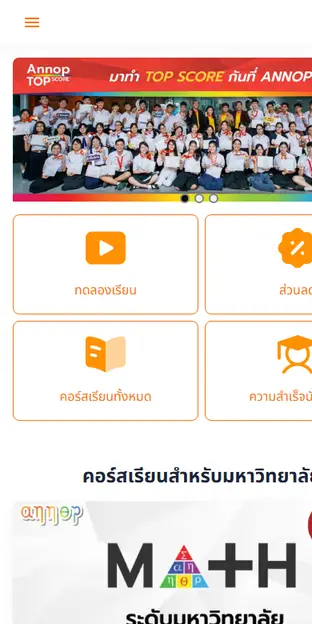 Annop
TOP SCORE
มาทำ TOP SCORE กันที่ ANNOP
ทดลองเรียน
ส่วนลด
คอร์สเรียนทั้งหมด
ความสำเร็จ
คอร์สเรียนสำหรับมหาวิทยาลัย
αηηθρ
M
+H
Σ
α η
η θ ρ
ระดับมหาวิทยาลัย